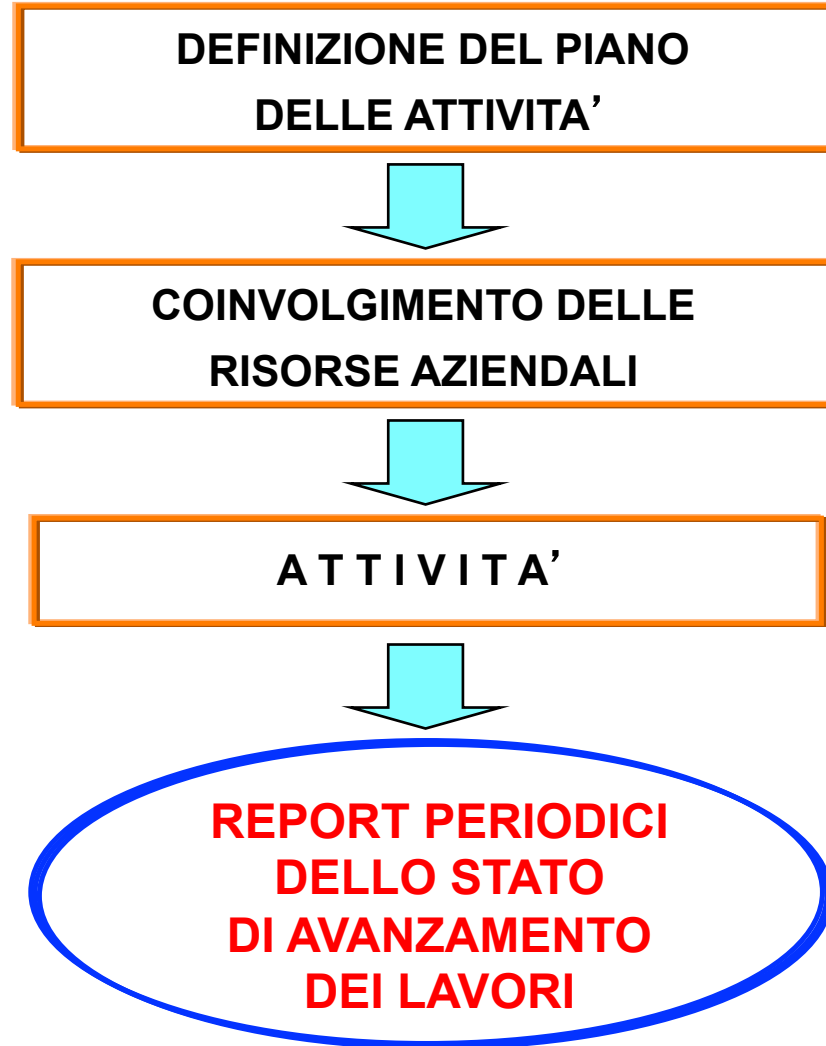 DEFINIZIONE DEL PIANO
DELLE ATTIVITA’
COINVOLGIMENTO DELLE
RISORSE AZIENDALI
A T T I V I T A’
REPORT PERIODICI
DELLO STATO
DI AVANZAMENTO
DEI LAVORI